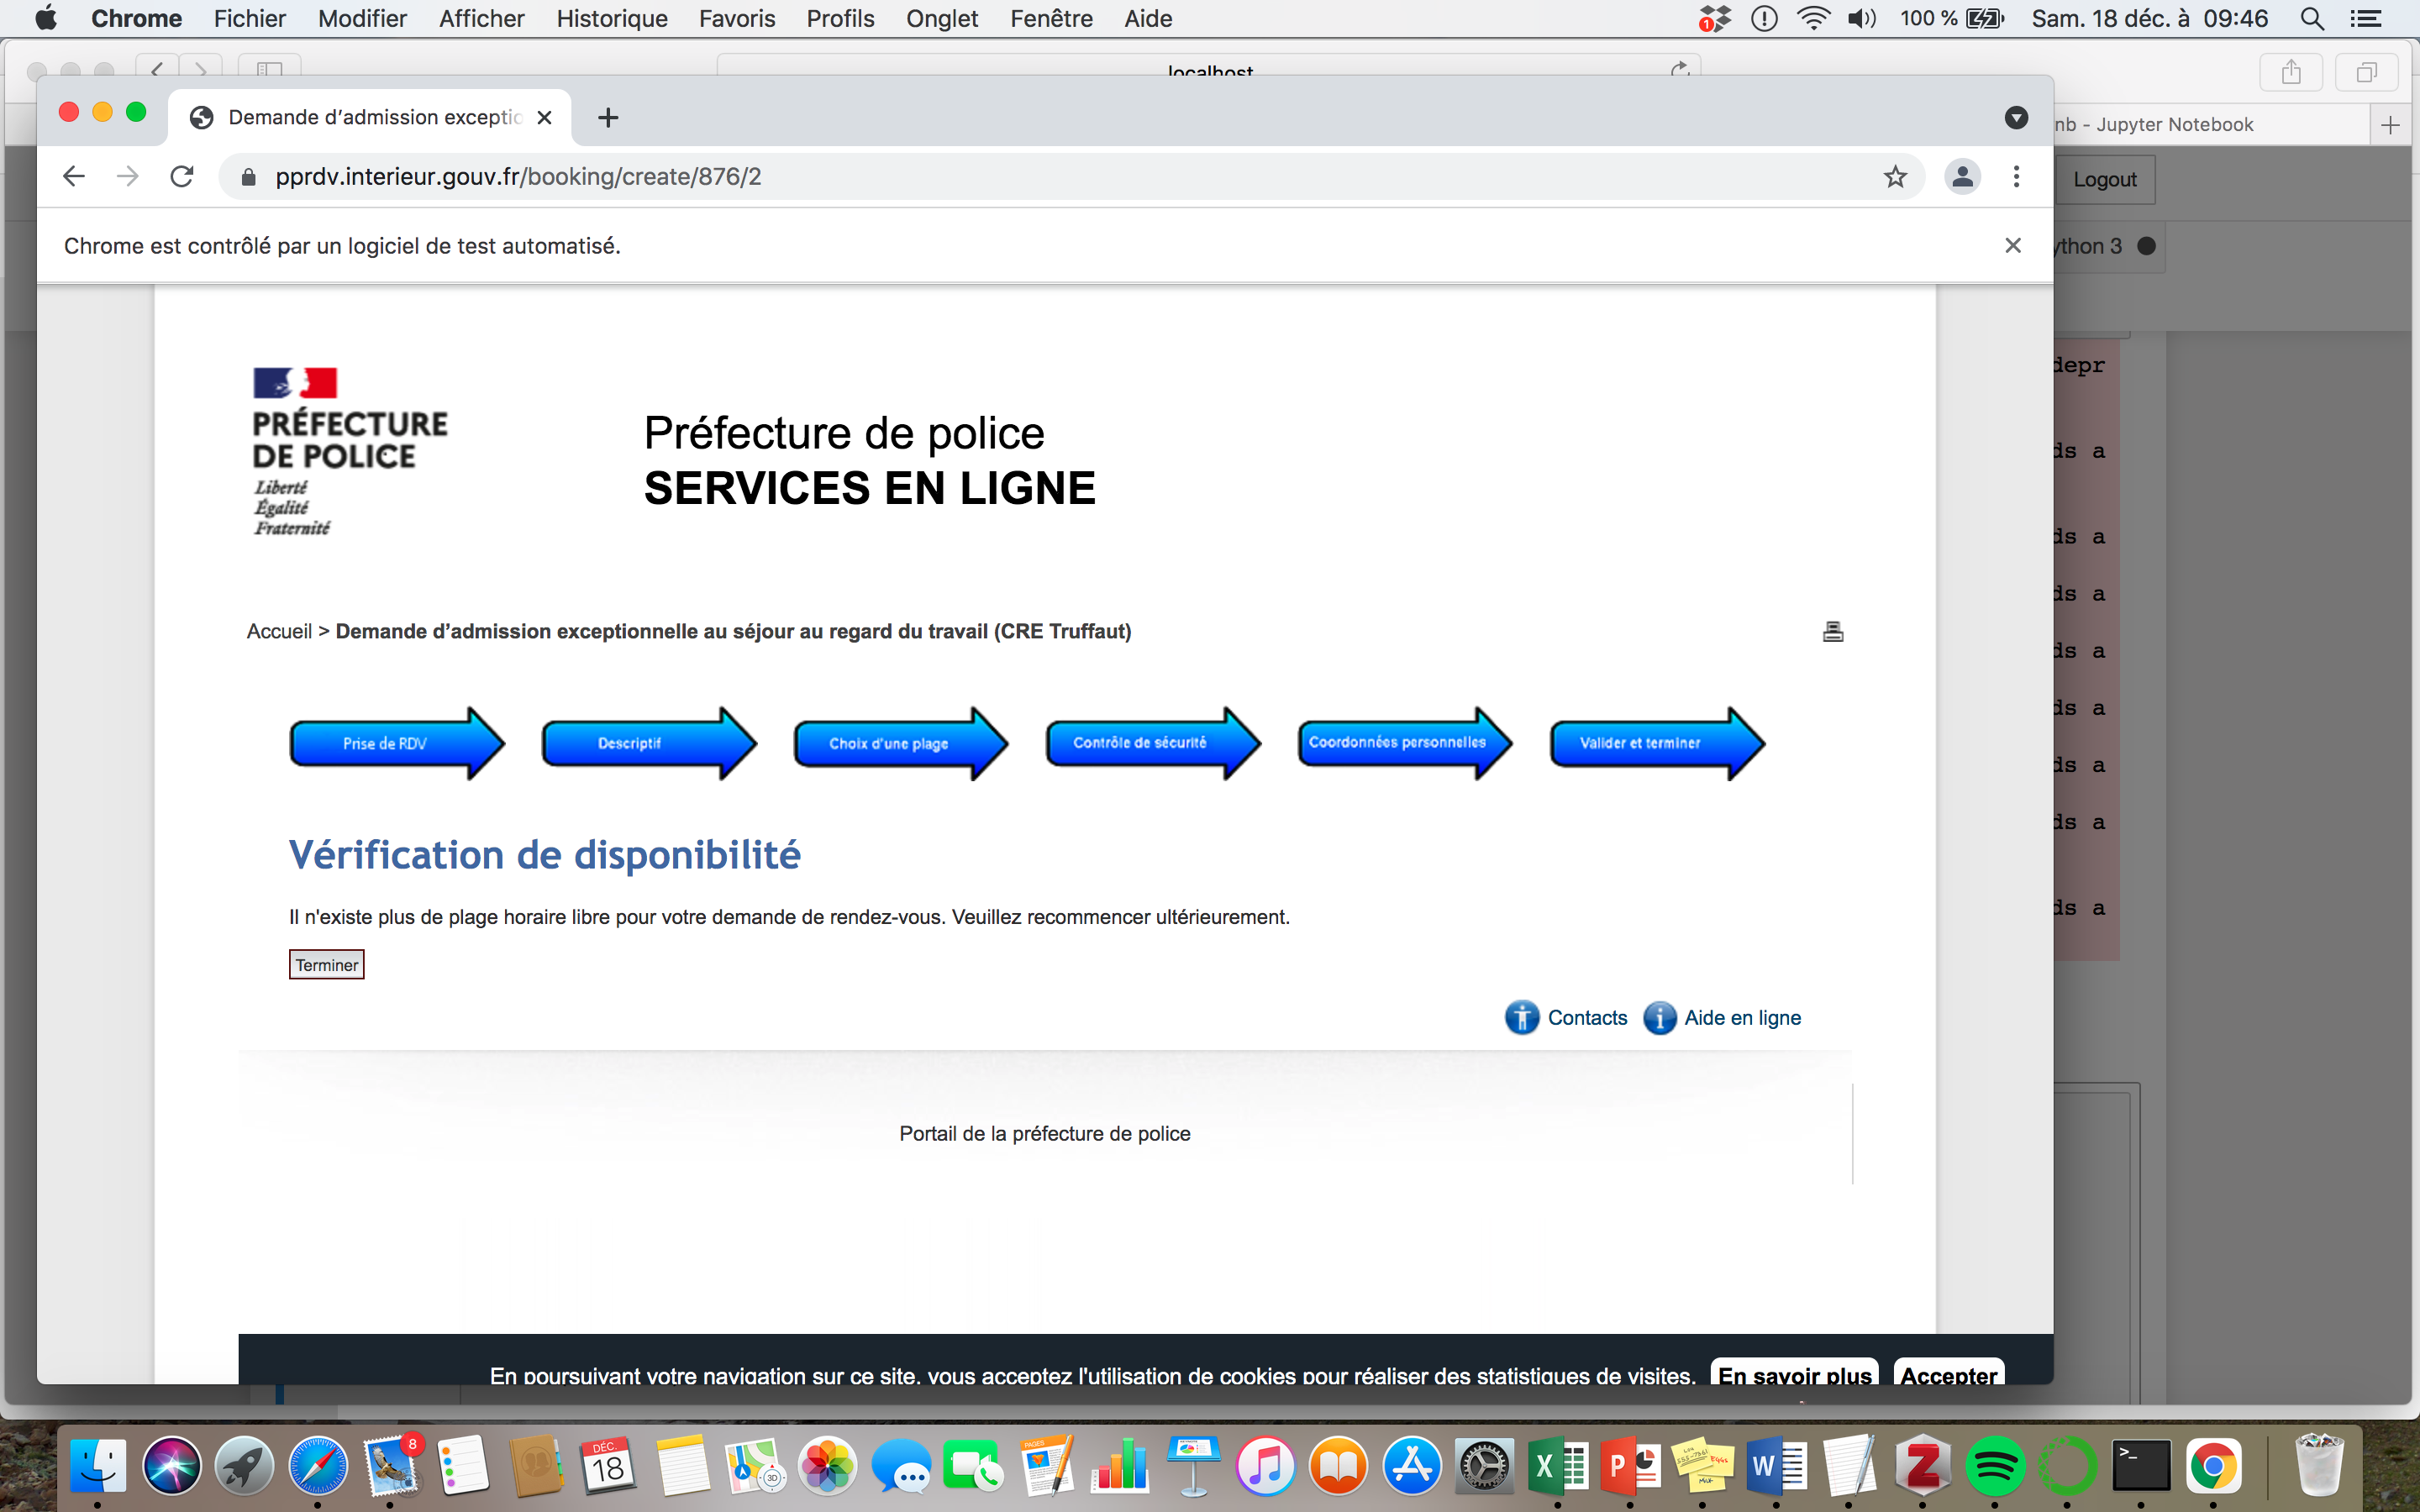 Chrome Fichier Modifier Afficher Historique Favoris Profils Onglet Fenêtre Aide 1 100 % Sam. 18 déc. à 09:46
localhost
Demande d’admission exceptio
nb - Jupyter Notebook
pprdv.interieur.gouv.fr/booking/create/876/2
Logout
Chrome est contrôlé par un logiciel de test automatisé.
ython 3
depr
ds a
ds a
ds a
ds a
ds a
ds a
ds a
ds a
PRÉFECTURE
DE POLICE
Liberté
Égalité
Fraternité
Préfecture de police
SERVICES EN LIGNE
Accueil > Demande d’admission exceptionnelle au séjour au regard du travail (CRE Truffaut)
Prise de RDV
Descriptif
Choix d'une plage
Contrôle de sécurité
Coordonnées personnelles
Valider et terminer
Vérification de disponibilité
Il n'existe plus de plage horaire libre pour votre demande de rendez-vous. Veuillez recommencer ultérieurement.
Terminer
Contacts
Aide en ligne
Portail de la préfecture de police
En poursuivant votre navigation sur ce site, vous acceptez l'utilisation de cookies pour réaliser des statistiques de visites. En savoir plus Accepter
8
DÉC.
18
3D
PAGES